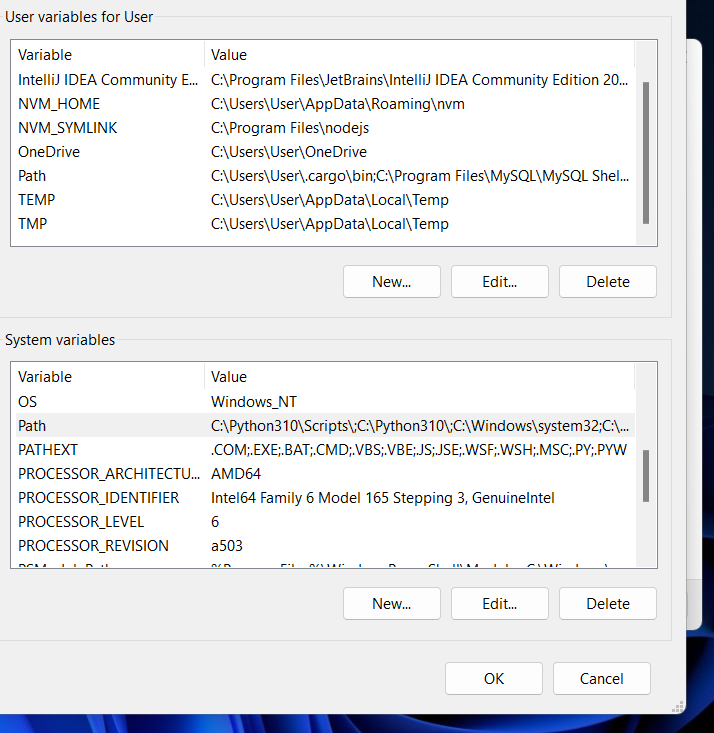 User variables for User
Variable Value
IntelliJ IDEA Community E... C:\Program Files\JetBrains\IntelliJ IDEA Community Edition 20...
NVM_HOME C:\Users\User\AppData\Roaming\nvm
NVM_SYMLINK C:\Program Files\nodejs
OneDrive C:\Users\User\OneDrive
Path C:\Users\User\.cargo\bin;C:\Program Files\MySQL\MySQL Shel...
TEMP C:\Users\User\AppData\Local\Temp
TMP C:\Users\User\AppData\Local\Temp
New... Edit... Delete
System variables
Variable Value
OS Windows_NT
Path C:\Python310\Scripts\;C:\Python310\;C:\Windows\system32;C:\...
PATHEXT .COM;.EXE;.BAT;.CMD;.VBS;.VBE;.JS;.JSE;.WSF;.WSH;.MSC;.PY;.PYW
PROCESSOR_ARCHITECTU... AMD64
PROCESSOR_IDENTIFIER Intel64 Family 6 Model 165 Stepping 3, GenuineIntel
PROCESSOR_LEVEL 6
PROCESSOR_REVISION a503
New... Edit... Delete
OK Cancel